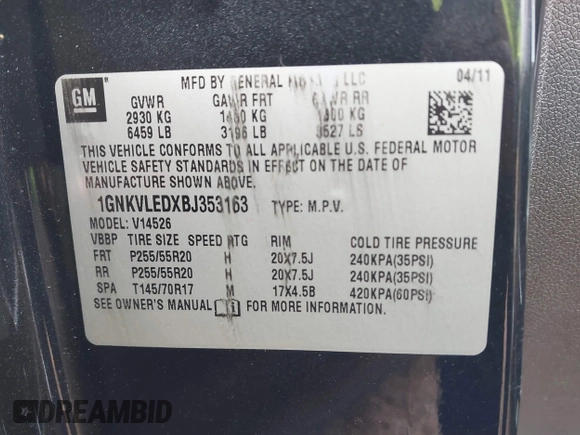 GM
MFD BY GENERAL LLC 04/11
GVWR GAWR FRT GAWR RR
2930 KG 1450 KG
6459 LB 3196 LB
THIS VEHICLE CONFORMS TO ALL APPLICABLE U.S. FEDERAL MOTOR
VEHICLE SAFETY STANDARDS IN EFFECT ON THE DATE OF
MANUFACTURE SHOWN ABOVE.
1GNKVLEDXBJ353163 TYPE: M.P.V.
MODEL: V14526
VBBP TIRE SIZE SPEED RTG RIM COLD TIRE PRESSURE
FRT P255/55R20 H 20X7.5J 240KPA(35PSI)
RR P255/55R20 H 20X7.5J 240KPA(35PSI)
SPA T145/70R17 M 17X4.5B 420KPA(60PSI)
SEE OWNER'S MANUAL FOR MORE INFORMATION.
DREAMBID